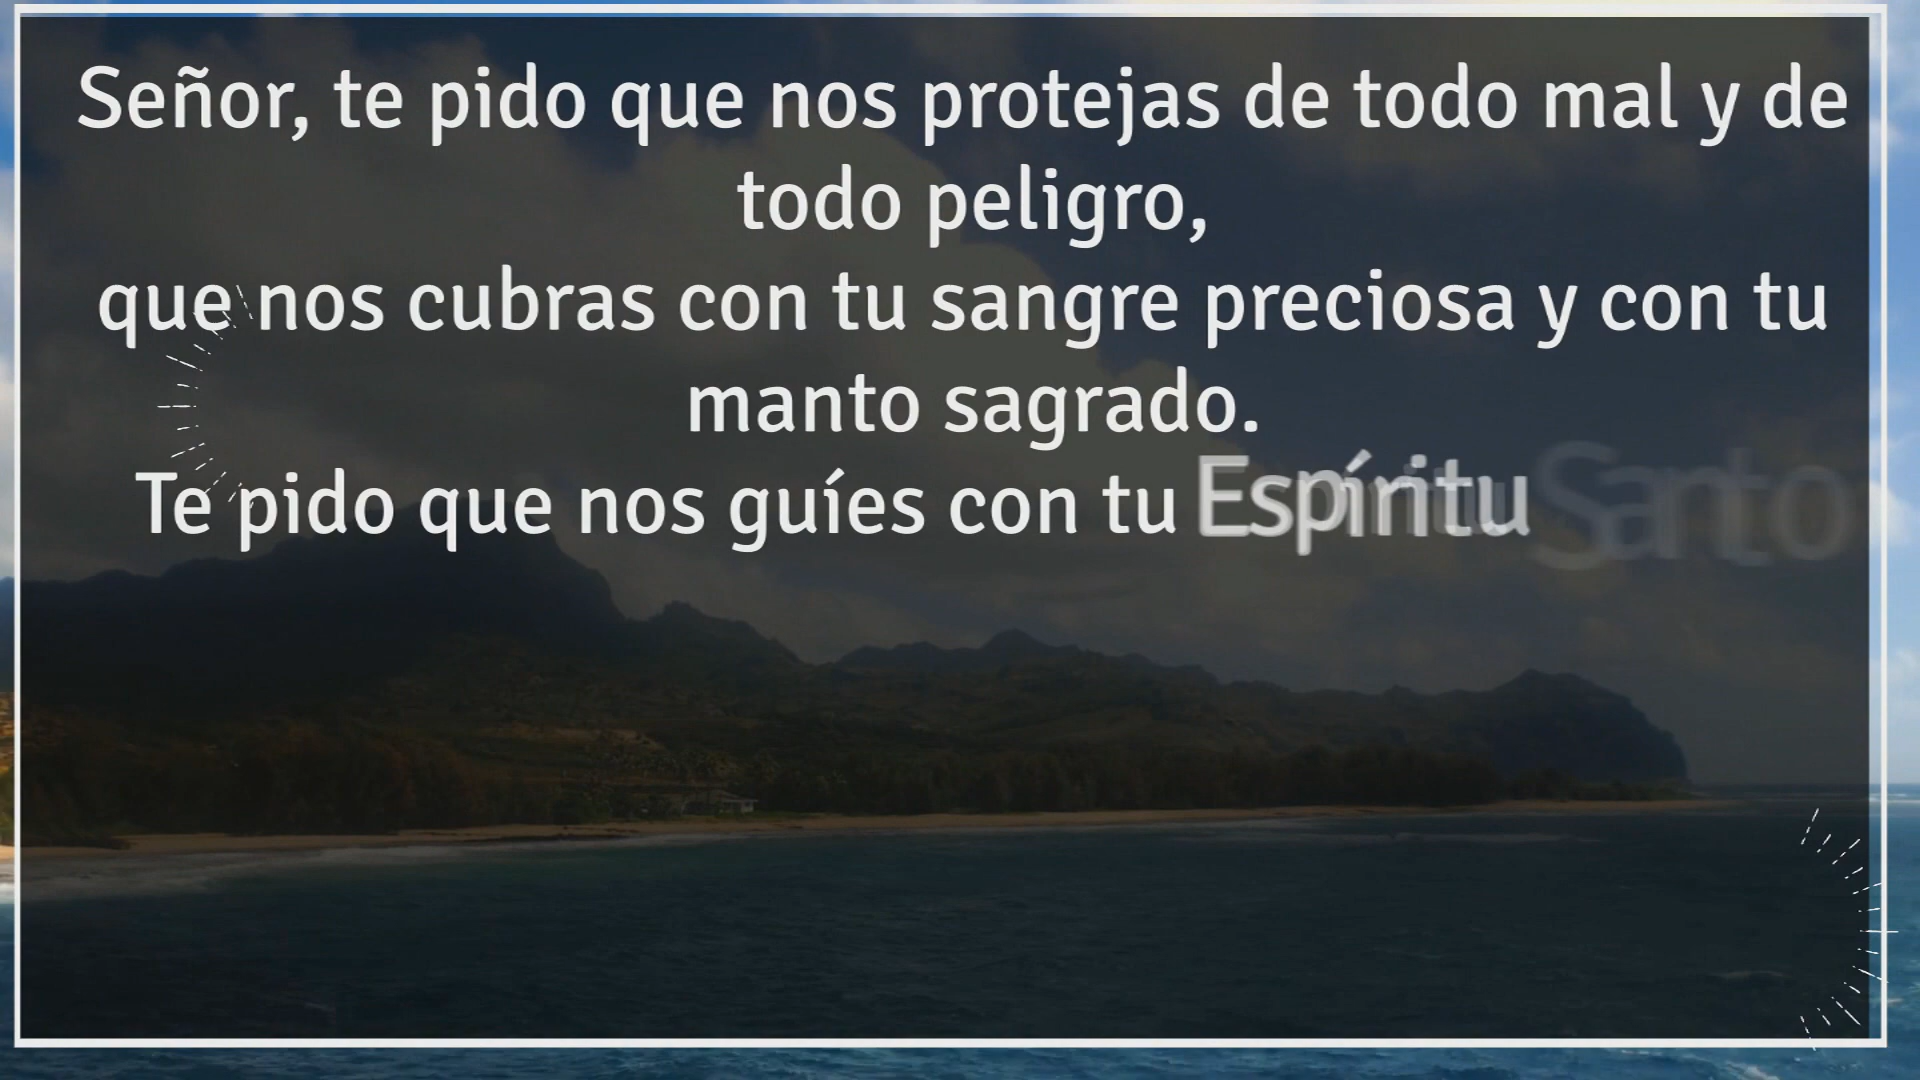 Señor, te pido que nos protejas de todo mal y de
todo peligro,
que nos cubras con tu sangre preciosa y con tu
manto sagrado.
Te pido que nos guíes con tu Espíritu Santo